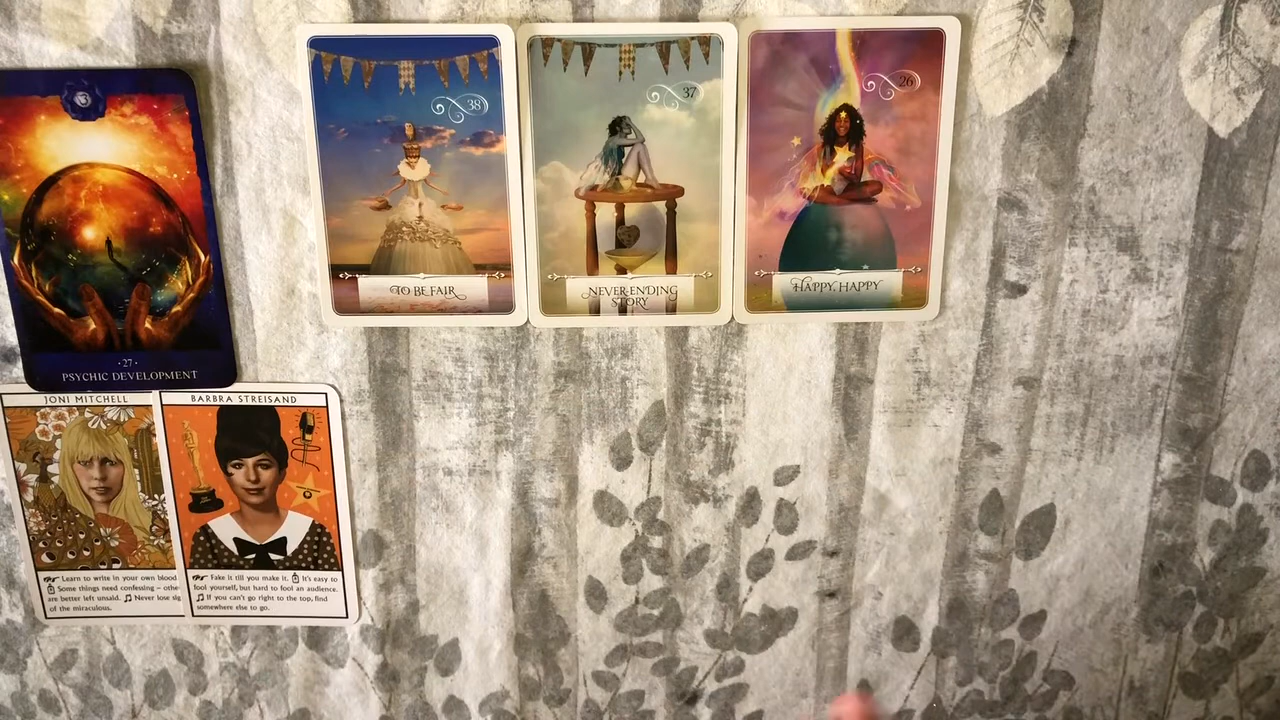 38
TO BE FAIR
37
NEVER-ENDING
STORY
26
HAPPY, HAPPY
3
·27·
PSYCHIC DEVELOPMENT
JONI MITCHELL
Learn to write in your own blood
Some things need confessing – othe
are better left unsaid. Never lose sig
of the miraculous.
BARBRA STREISAND
Fake it till you make it. It's easy to
fool yourself, but hard to fool an audience.
If you can't go right to the top, find
somewhere else to go.